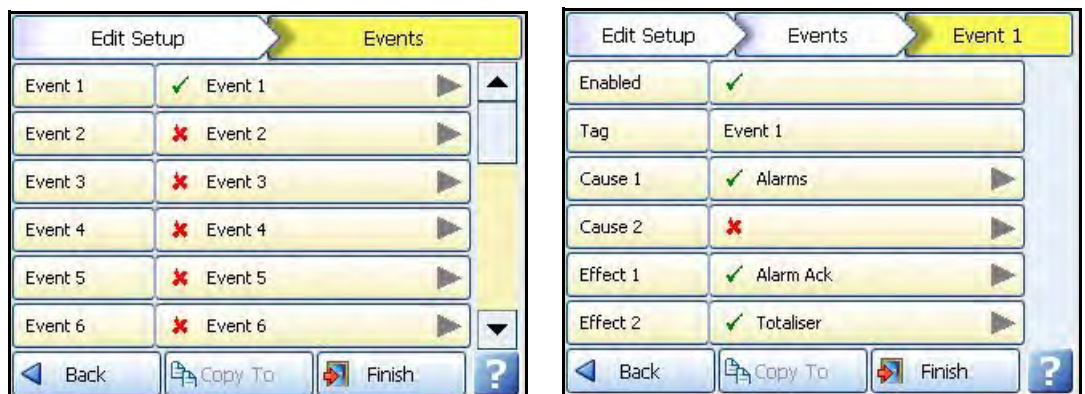 Edit Setup Events
Event 1 Event 1
Event 2 Event 2
Event 3 Event 3
Event 4 Event 4
Event 5 Event 5
Event 6 Event 6
Back Copy To Finish ?
Edit Setup Events Event 1
Enabled
Tag Event 1
Cause 1 Alarms
Cause 2
Effect 1 Alarm Ack
Effect 2 Totaliser
Back Copy To Finish ?